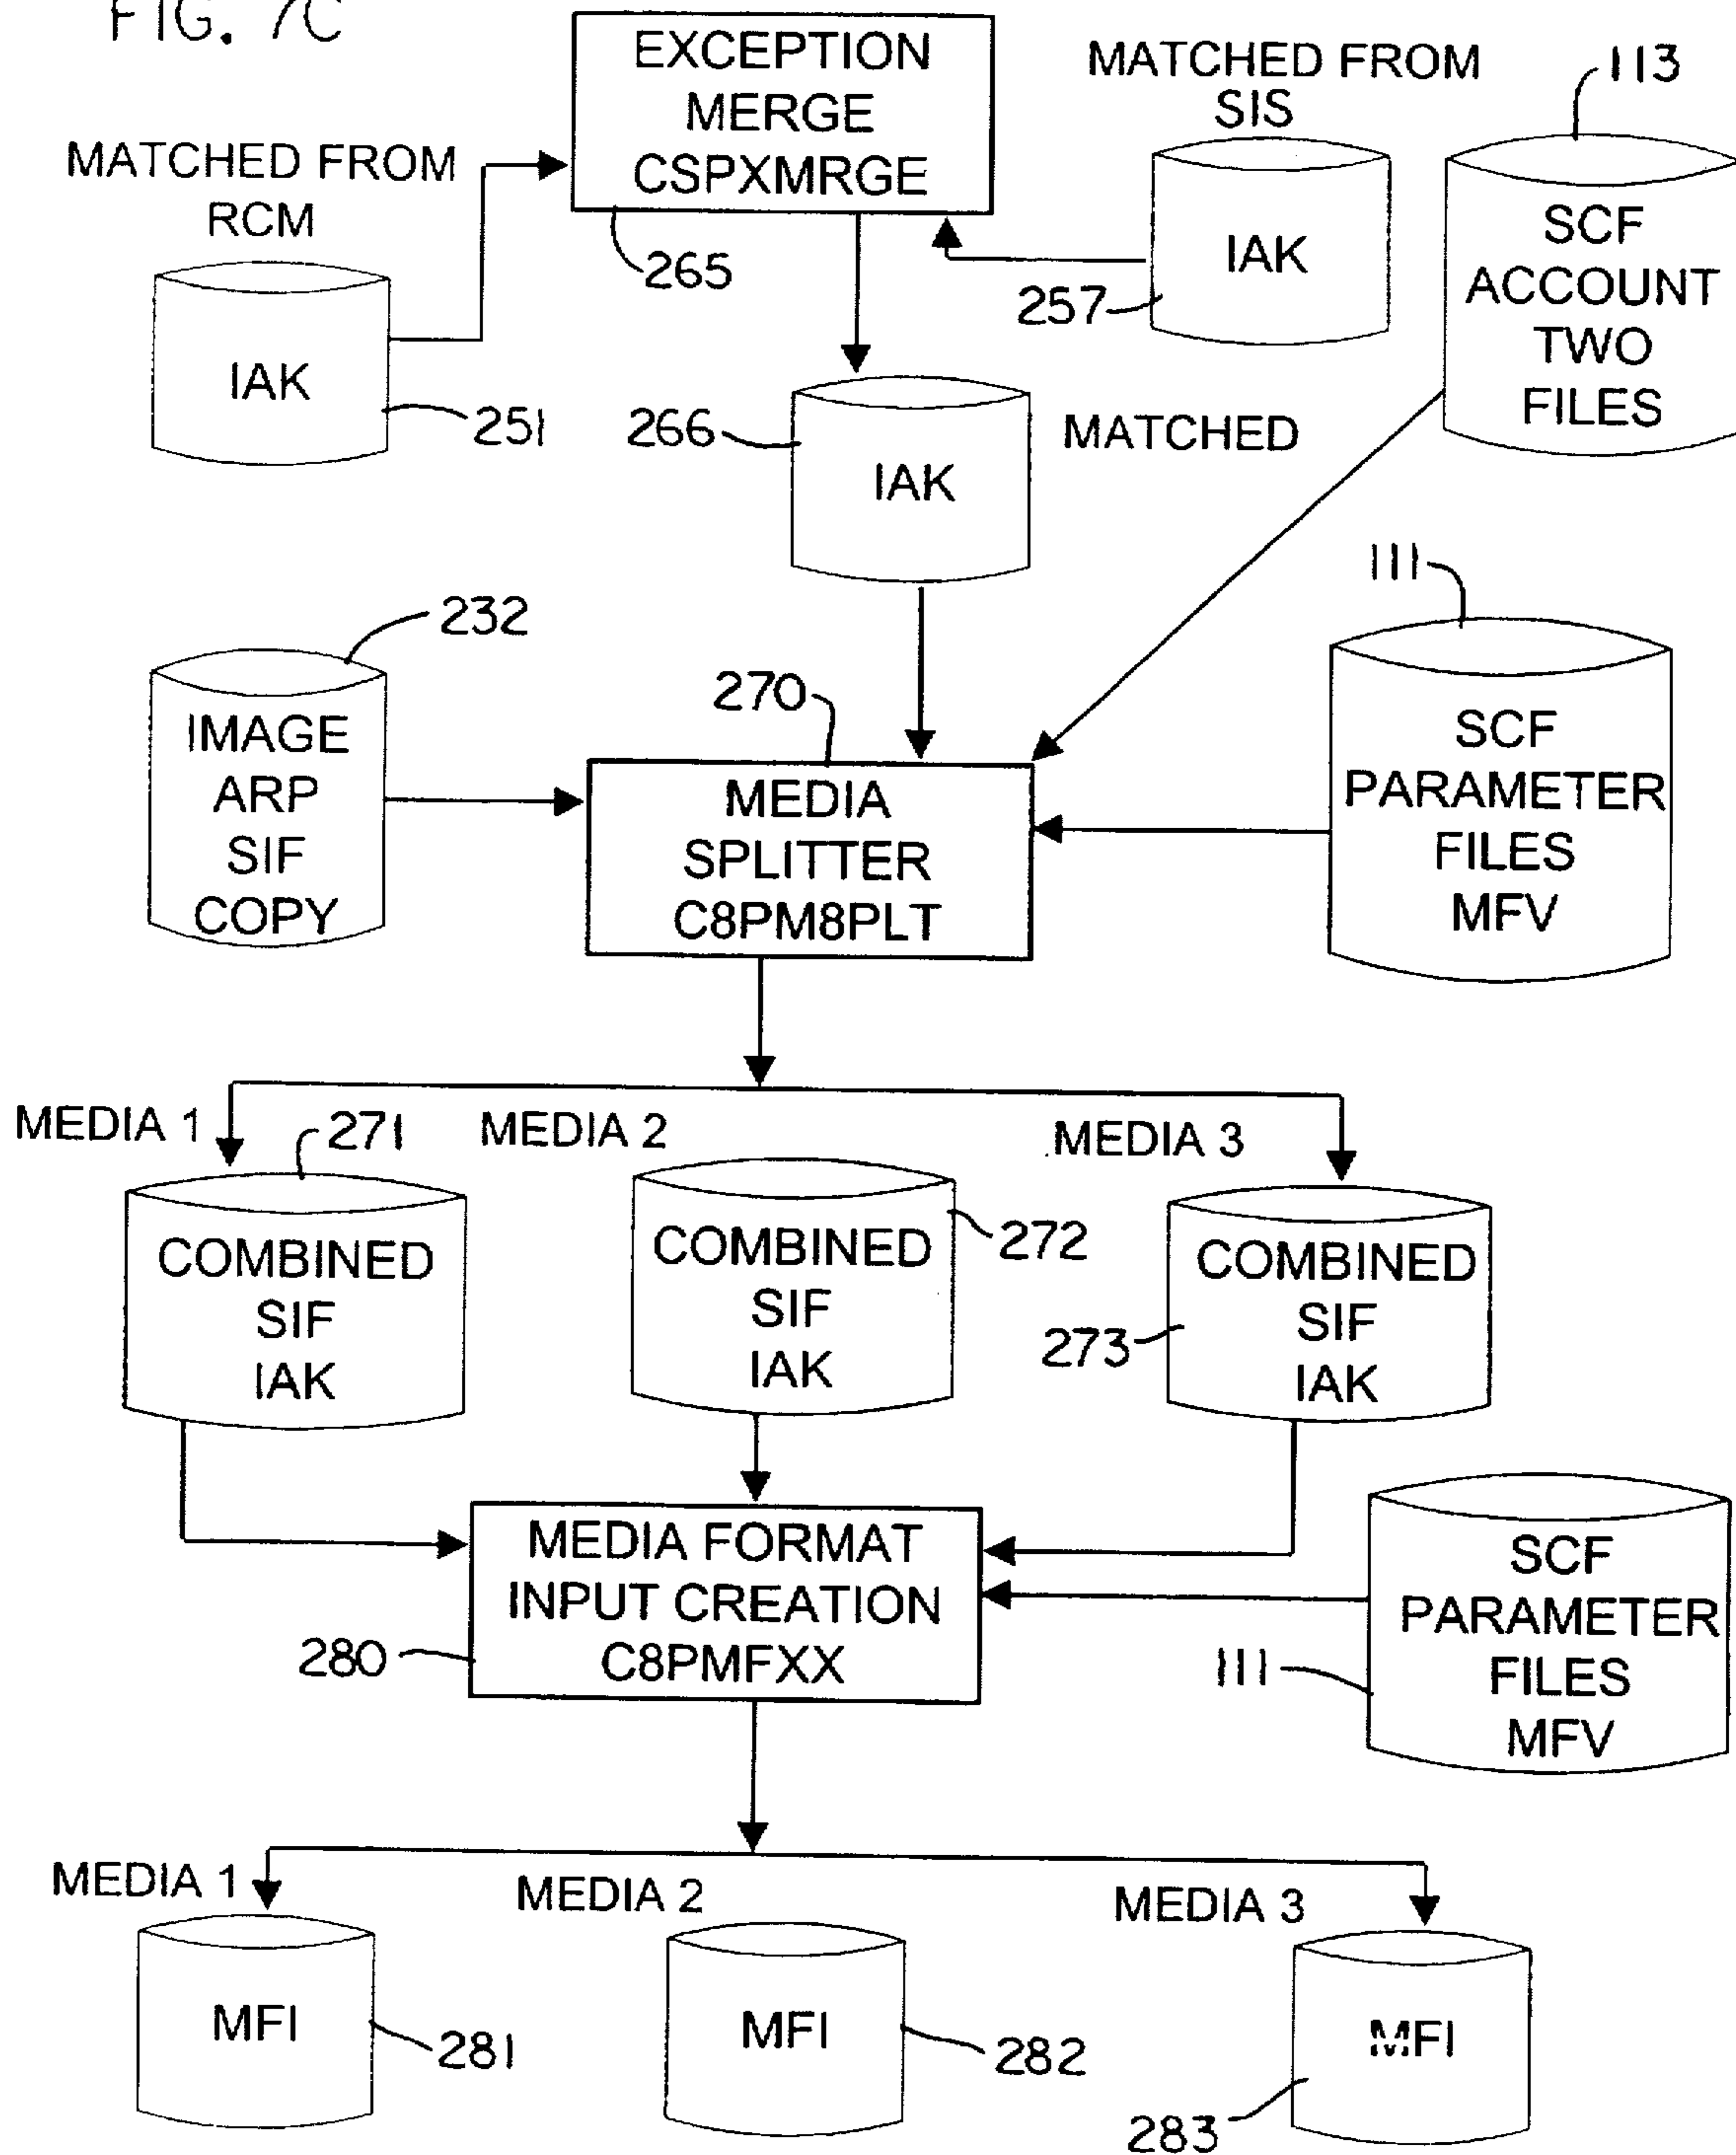 FIG. 7C
EXCEPTION
MERGE
CSPXMRGE
265
MATCHED FROM
SIS
113
MATCHED FROM
RCM
IAK
251
IAK
257
SCF
ACCOUNT
TWO
FILES
266
IAK
MATCHED
111
232
IMAGE
ARP
SIF
COPY
270
MEDIA
SPLITTER
C8PM8PLT
SCF
PARAMETER
FILES
MFV
MEDIA 1
271
MEDIA 2
MEDIA 3
COMBINED
SIF
IAK
COMBINED
SIF
IAK
272
COMBINED
SIF
IAK
273
MEDIA FORMAT
INPUT CREATION
C8PMFXX
280
SCF
PARAMETER
FILES
MFV
111
MEDIA 1
MEDIA 2
MEDIA 3
MFI
281
MFI
282
MFI
283